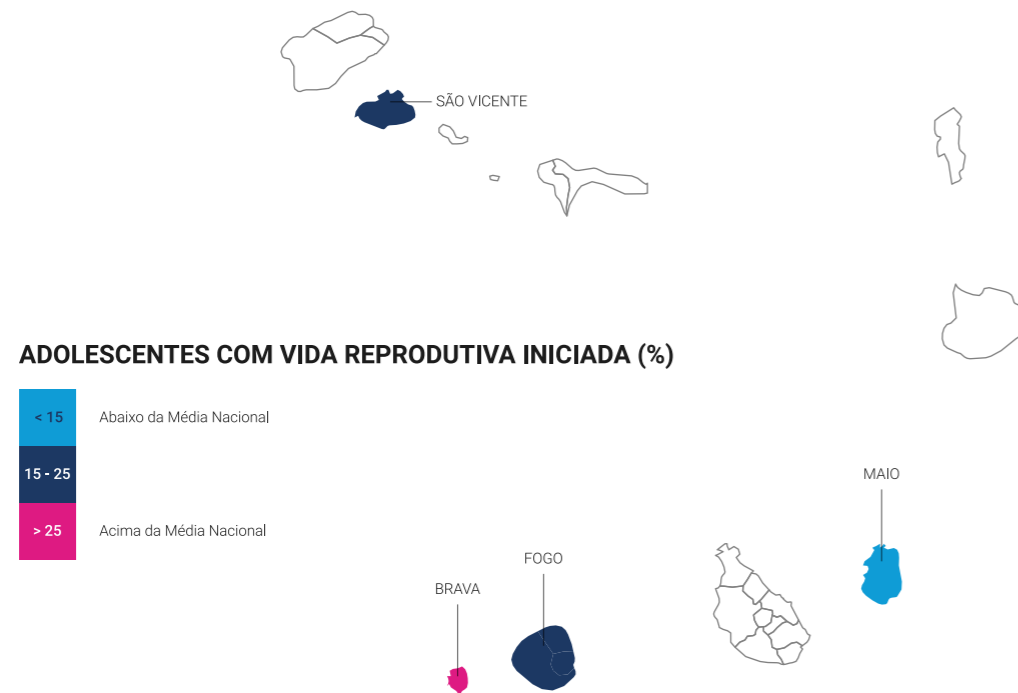 SÃO VICENTE
ADOLESCENTES COM VIDA REPRODUTIVA INICIADA (%)
< 15 Abaixo da Média Nacional
15 - 25
> 25 Acima da Média Nacional
MAIO
FOGO
BRAVA